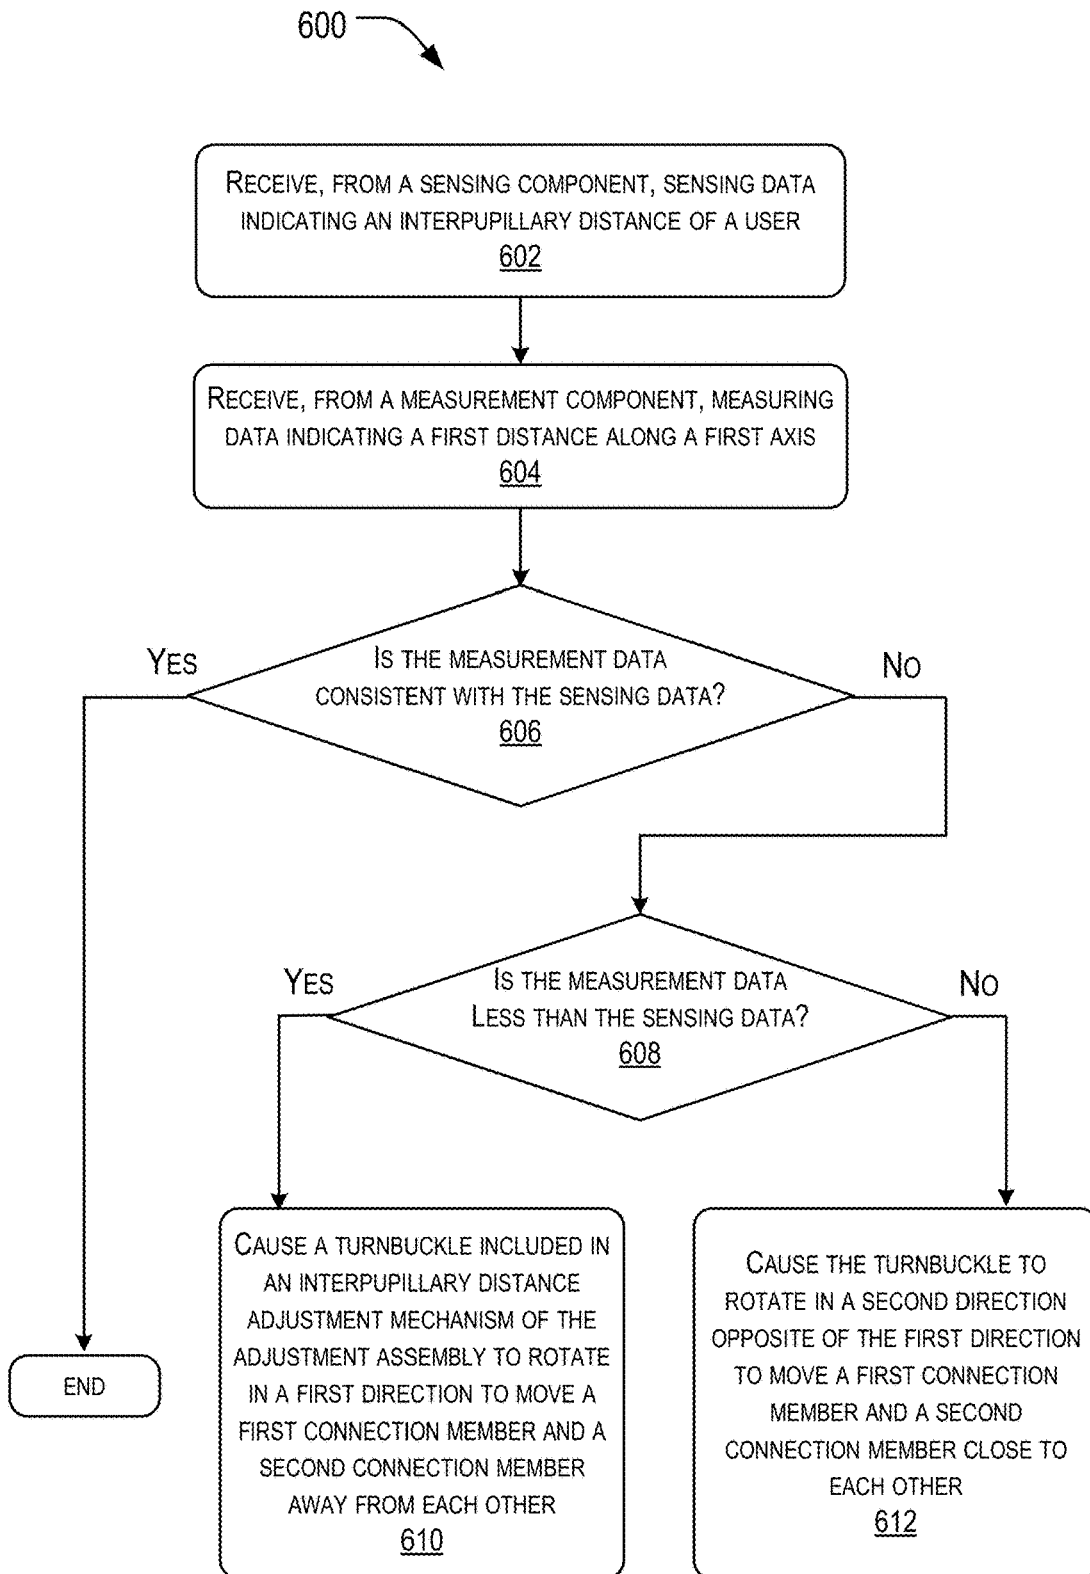 600
RECEIVE, FROM A SENSING COMPONENT, SENSING DATA
INDICATING AN INTERPUPILLARY DISTANCE OF A USER
602
RECEIVE, FROM A MEASUREMENT COMPONENT, MEASURING
DATA INDICATING A FIRST DISTANCE ALONG A FIRST AXIS
604
YES
IS THE MEASUREMENT DATA
CONSISTENT WITH THE SENSING DATA?
606
NO
YES
IS THE MEASUREMENT DATA
LESS THAN THE SENSING DATA?
608
NO
END
CAUSE A TURNBUCKLE INCLUDED IN
AN INTERPUPILLARY DISTANCE
ADJUSTMENT MECHANISM OF THE
ADJUSTMENT ASSEMBLY TO ROTATE
IN A FIRST DIRECTION TO MOVE A
FIRST CONNECTION MEMBER AND A
SECOND CONNECTION MEMBER
AWAY FROM EACH OTHER
610
CAUSE THE TURNBUCKLE TO
ROTATE IN A SECOND DIRECTION
OPPOSITE OF THE FIRST DIRECTION
TO MOVE A FIRST CONNECTION
MEMBER AND A SECOND
CONNECTION MEMBER CLOSE TO
EACH OTHER
612